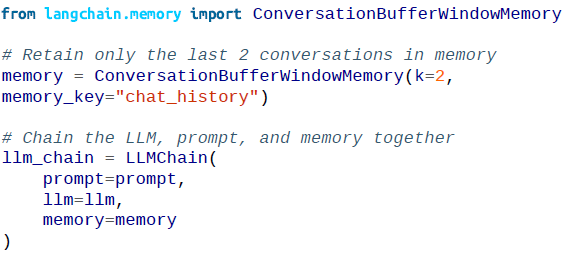 from langchain.memory import ConversationBufferWindowMemory
# Retain only the last 2 conversations in memory
memory = ConversationBufferWindowMemory(k=2,
memory_key="chat_history")
# Chain the LLM, prompt, and memory together
llm_chain = LLMChain(
    prompt=prompt,
    llm=llm,
    memory=memory
)